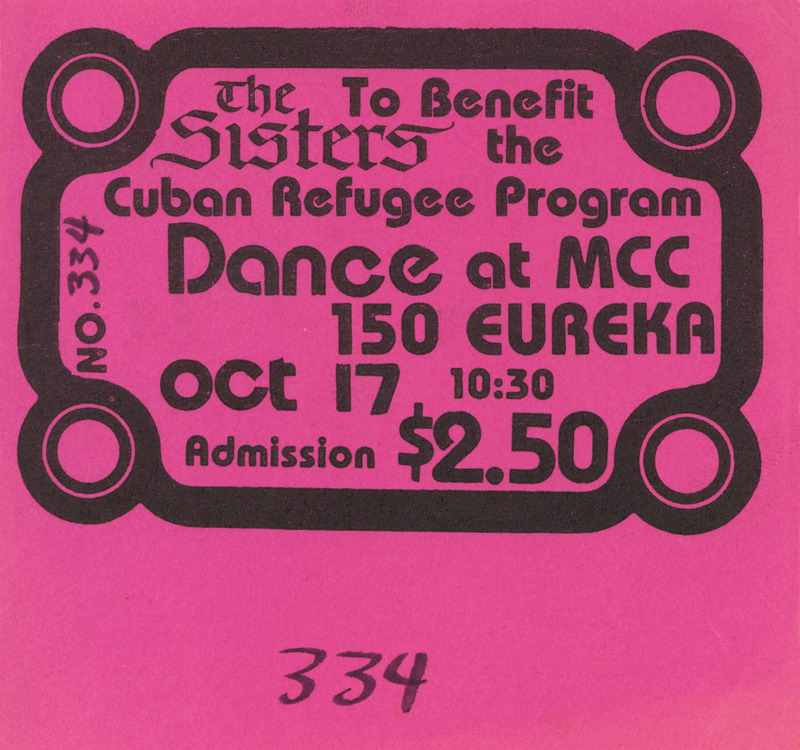 The Sisters To Benefit the
Cuban Refugee Program
Dance at MCC
150 EUREKA
Oct 17 10:30
Admission $2.50
NO. 334
334